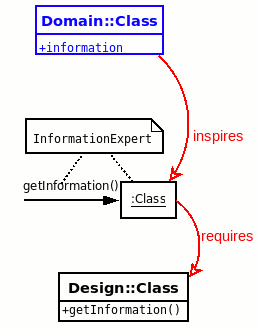 Domain::Class
+information
inspires
InformationExpert
getInformation()
:Class
requires
Design::Class
+getInformation()